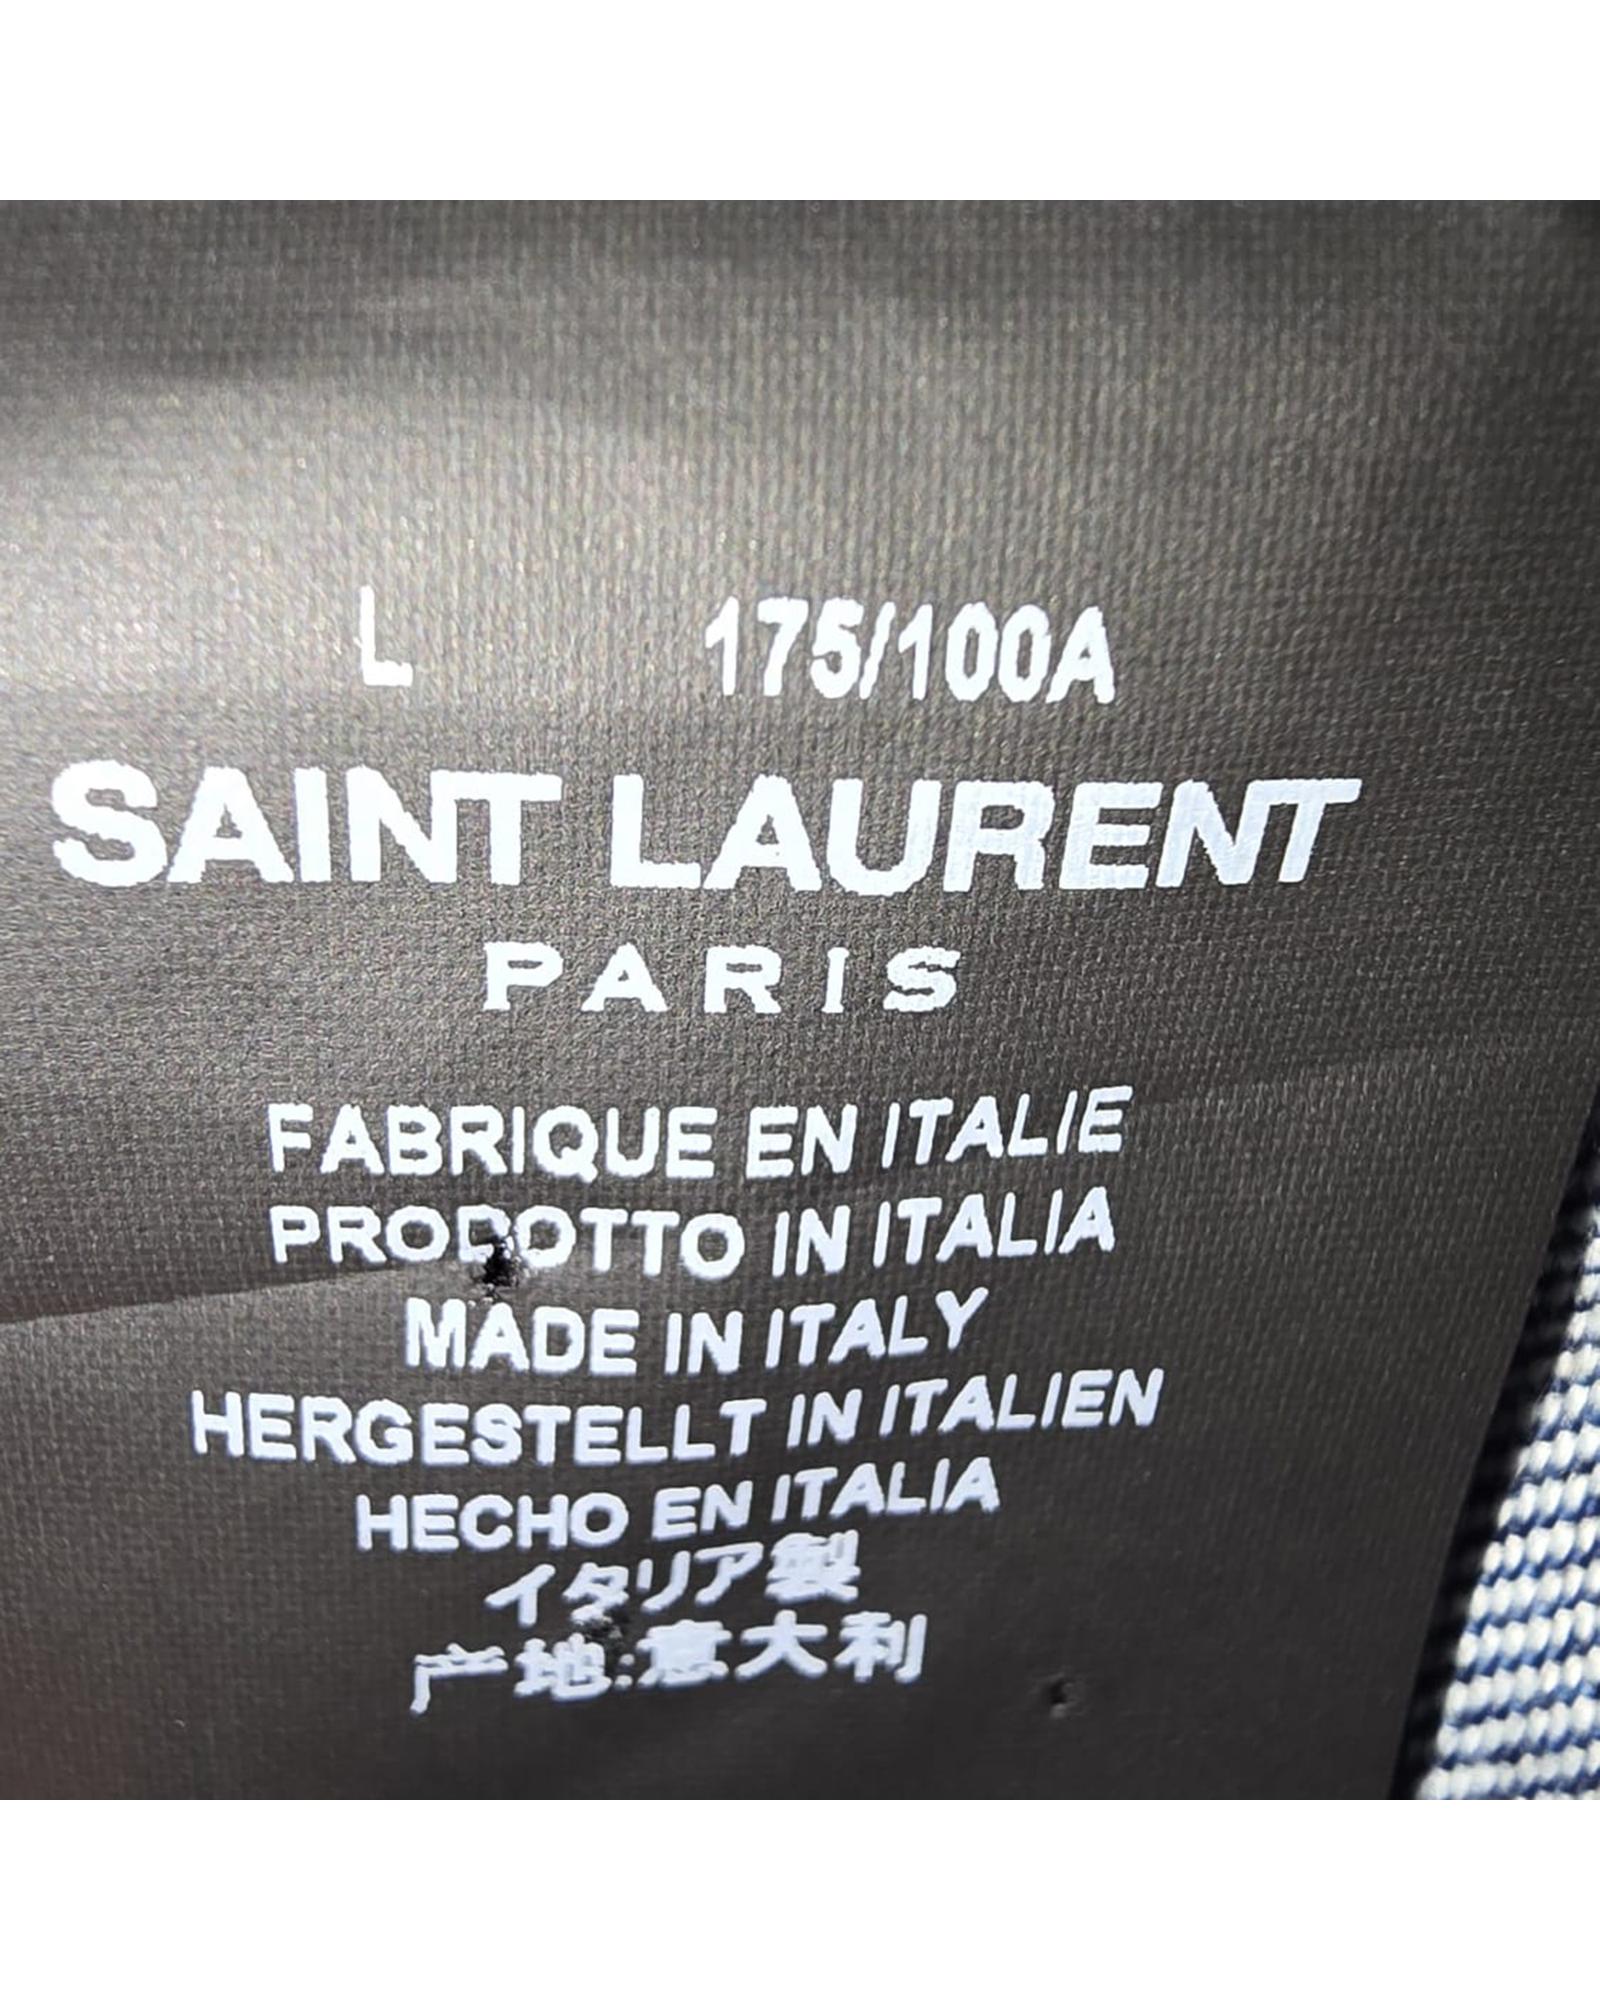 L 175/100A
SAINT LAURENT
PARIS
FABRIQUE EN ITALIE
PRODOTTO IN ITALIA
MADE IN ITALY
HERGESTELLT IN ITALIEN
HECHO EN ITALIA
イタリア製
产地:意大利